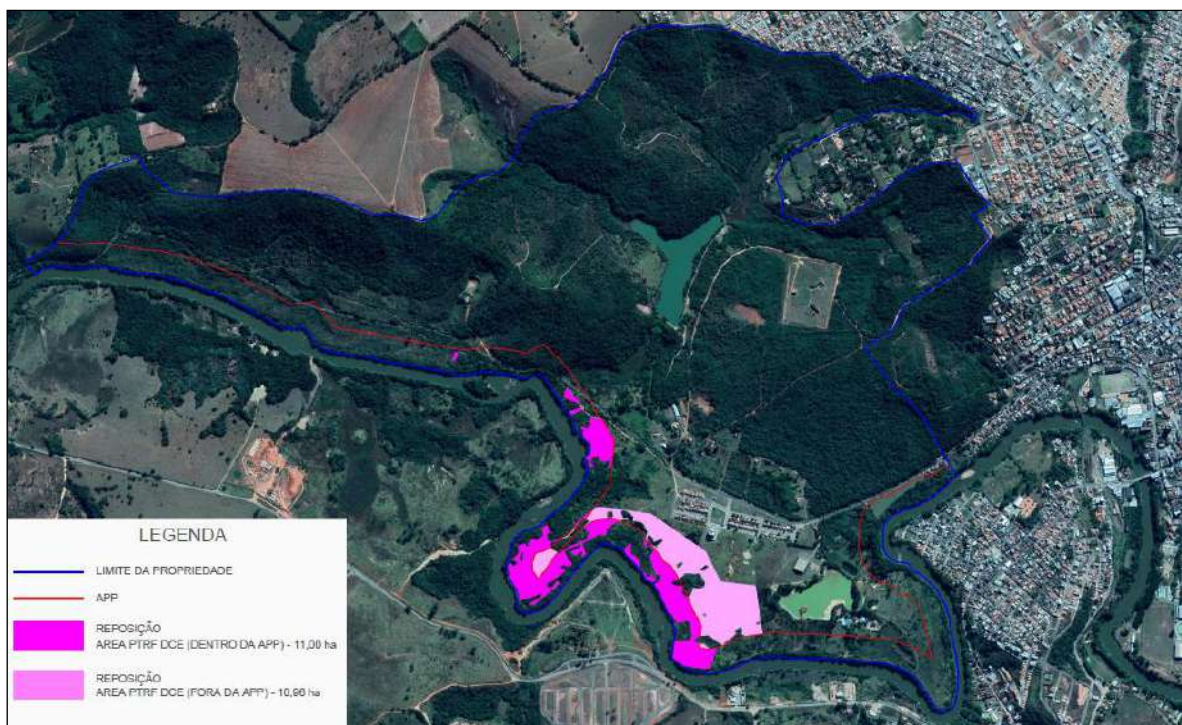 LEGENDA
LIMITE DA PROPRIEDADE
APP
REPOSIÇÃO
AREA PTRF DCE (DENTRO DA APP) - 11,00 ha
REPOSIÇÃO
AREA PTRF DCE (FORA DA APP) - 10,96 ha